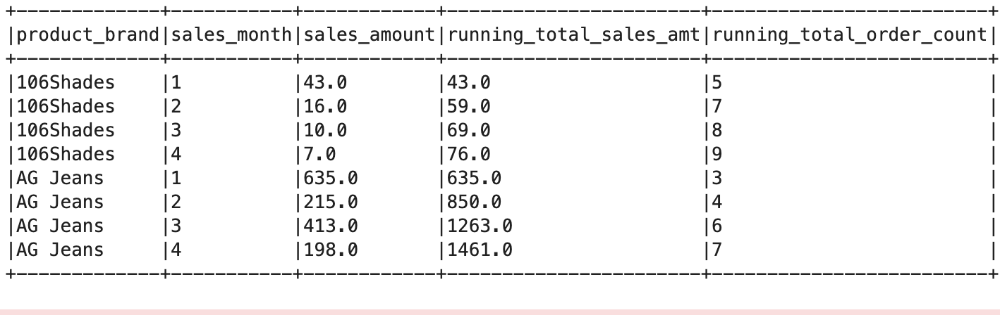 +-------------+-----------+------------+-----------------------+-------------------------+
|product_brand|sales_month|sales_amount|running_total_sales_amt|running_total_order_count|
+-------------+-----------+------------+-----------------------+-------------------------+
|106Shades    |1          |43.0        |43.0                   |5                        |
|106Shades    |2          |16.0        |59.0                   |7                        |
|106Shades    |3          |10.0        |69.0                   |8                        |
|106Shades    |4          |7.0         |76.0                   |9                        |
|AG Jeans     |1          |635.0       |635.0                  |3                        |
|AG Jeans     |2          |215.0       |850.0                  |4                        |
|AG Jeans     |3          |413.0       |1263.0                 |6                        |
|AG Jeans     |4          |198.0       |1461.0                 |7                        |
+-------------+-----------+------------+-----------------------+-------------------------+